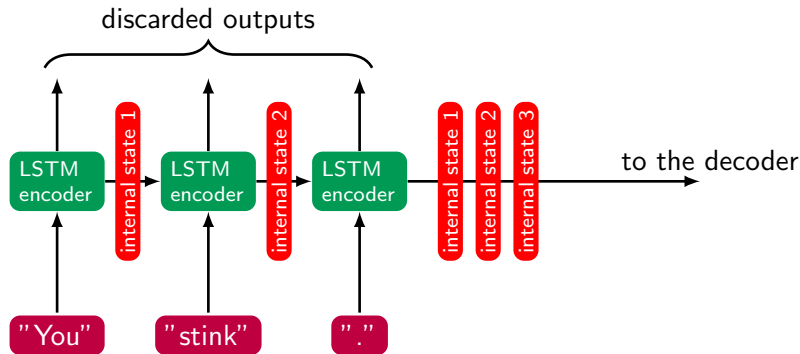 discarded outputs
internal state 1
internal state 2
internal state 1
internal state 2
internal state 3
LSTM
encoder
LSTM
encoder
LSTM
encoder
to the decoder
"You"
"stink"
"."